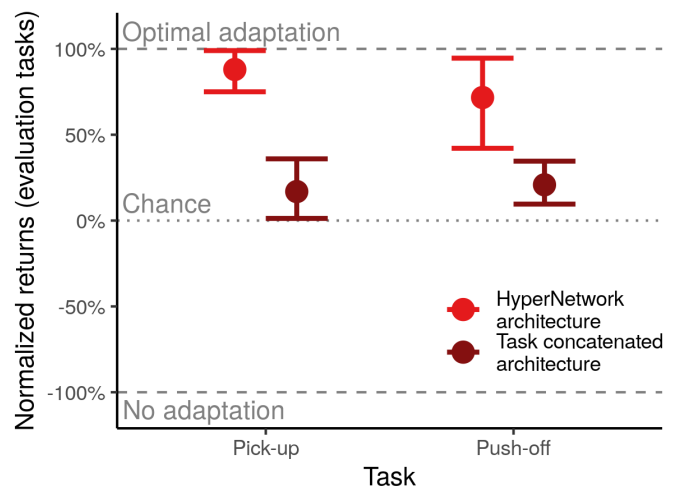 Normalized returns (evaluation tasks)
Optimal adaptation
100%
50%
Chance
0%
-50%
-100%
No adaptation
HyperNetwork
architecture
Task concatenated
architecture
Pick-up
Push-off
Task